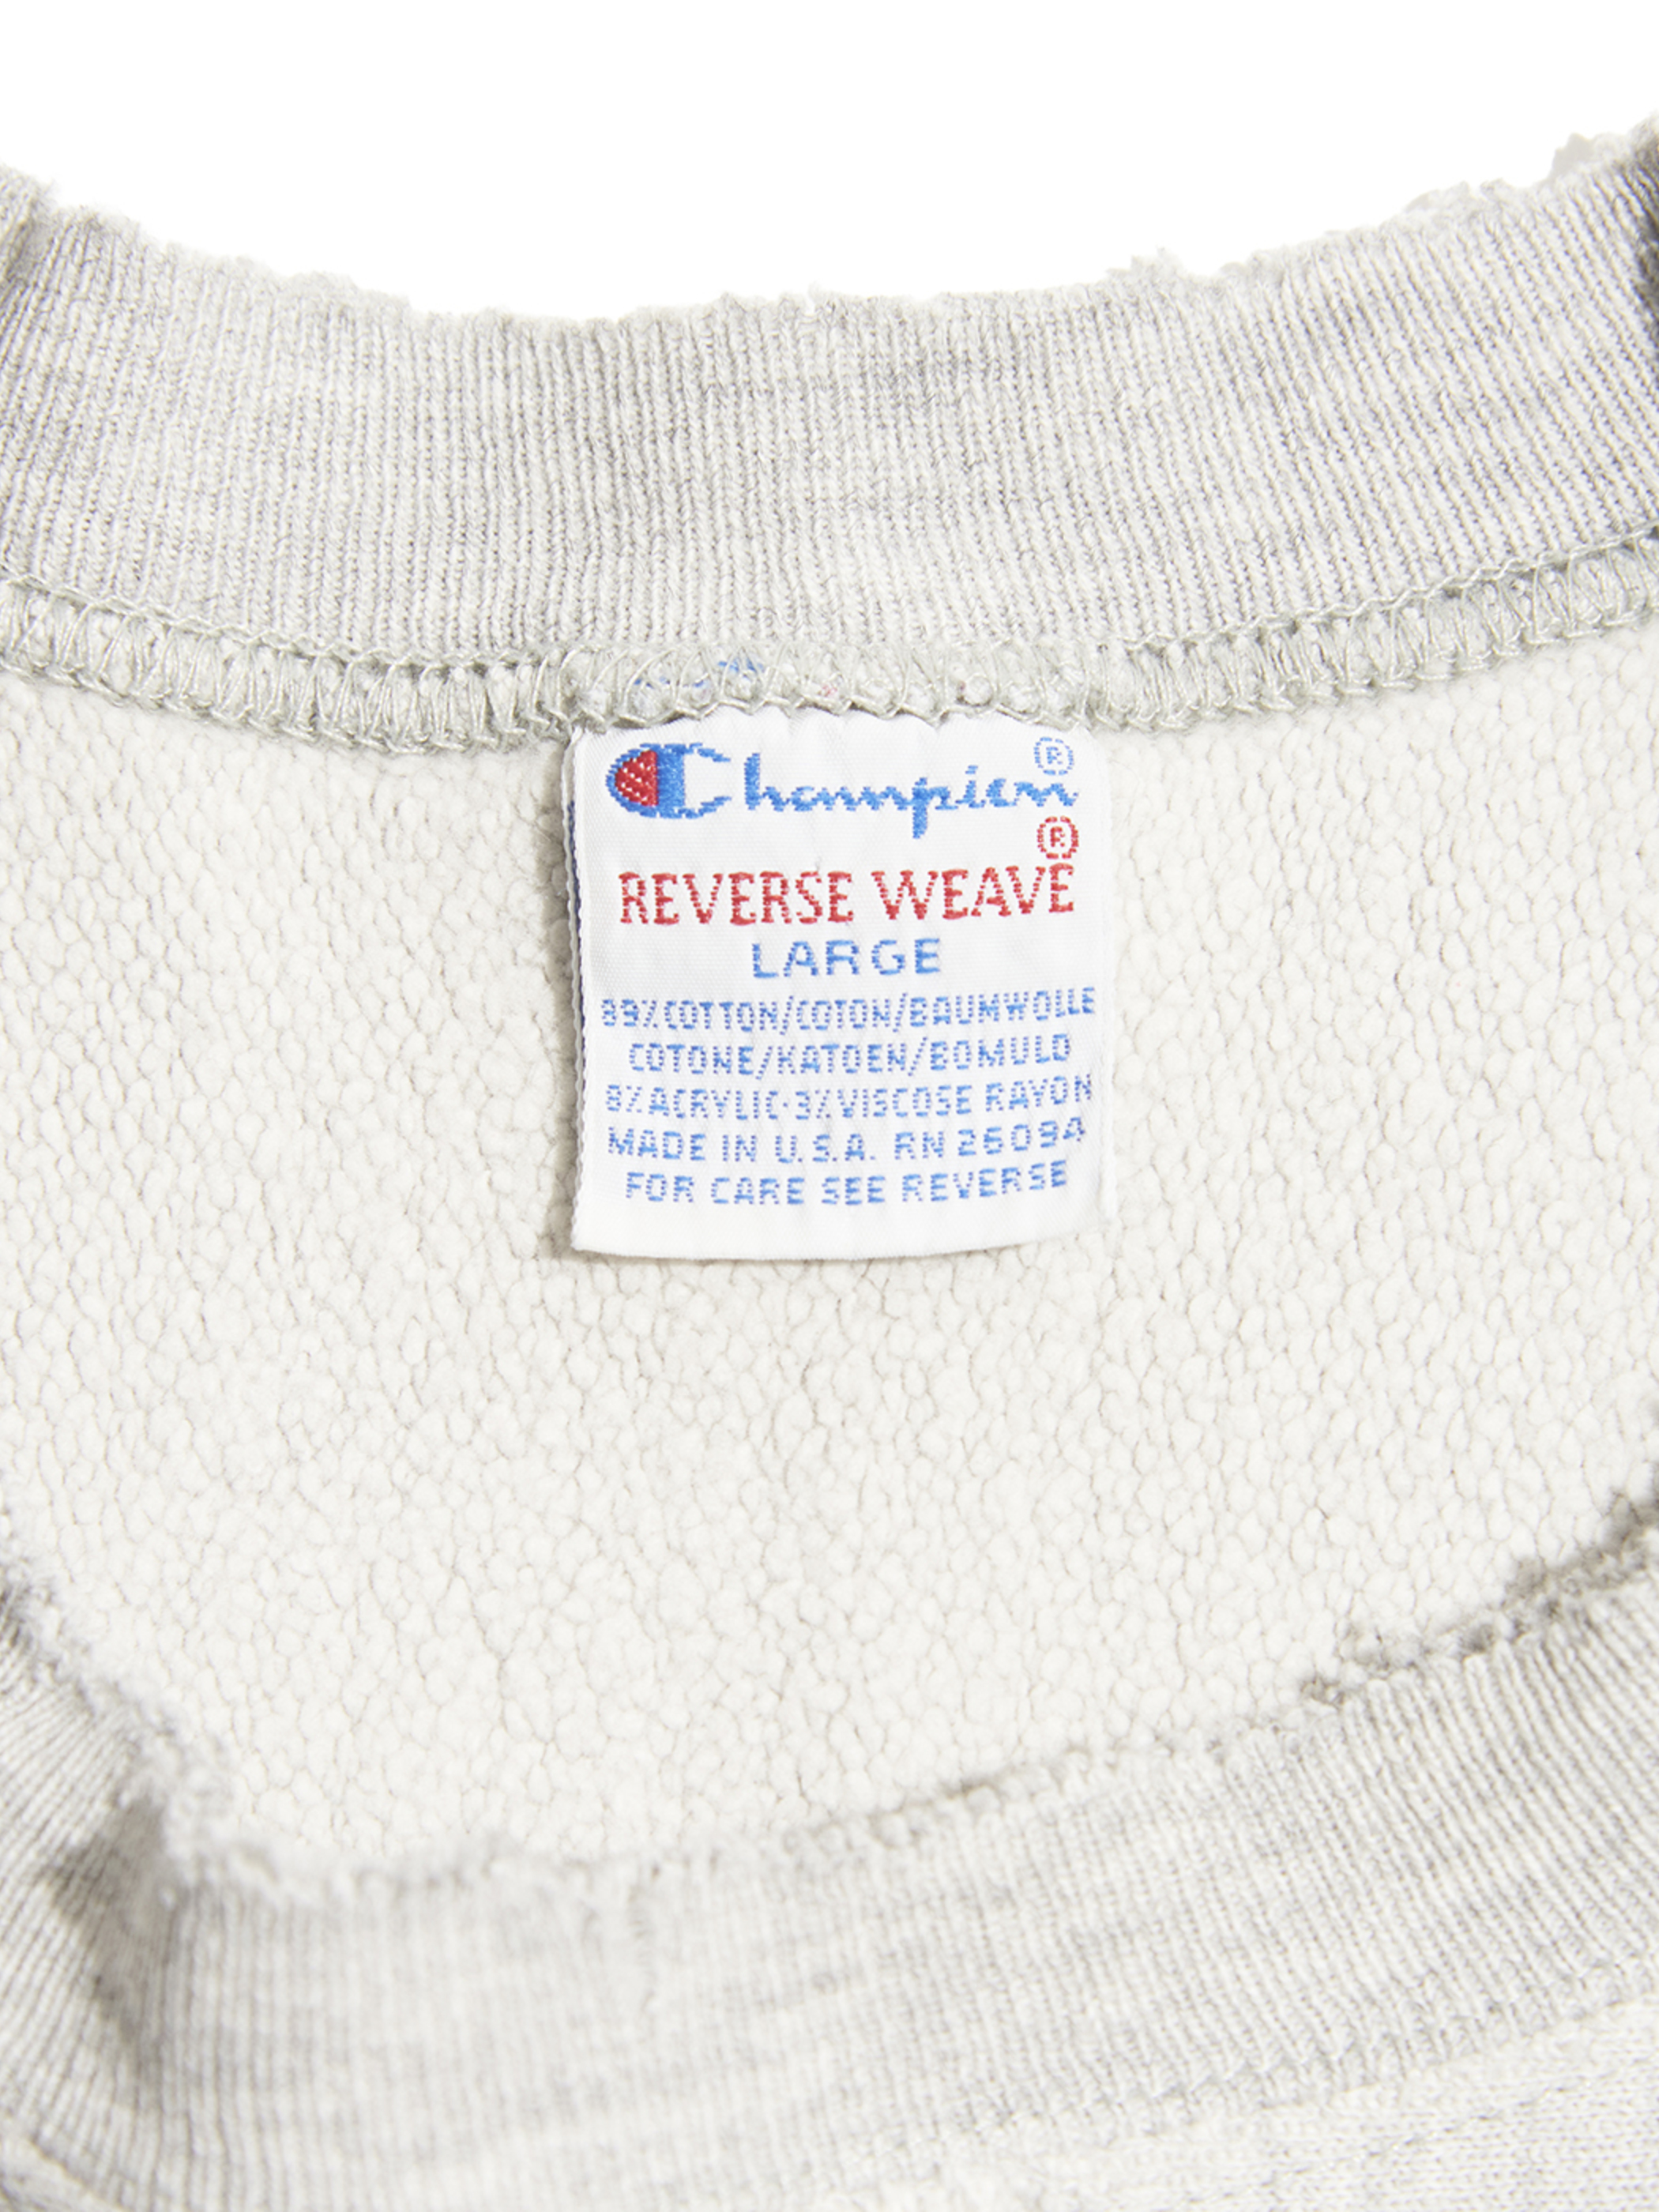 Champion®
REVERSE WEAVE®
LARGE
89% COTTON/COTON/BAUMWOLLE
COTONE/KATOEN/BOMULD
8% ACRYLIC·3% VISCOSE RAYON
MADE IN U.S.A. RN 26094
FOR CARE SEE REVERSE